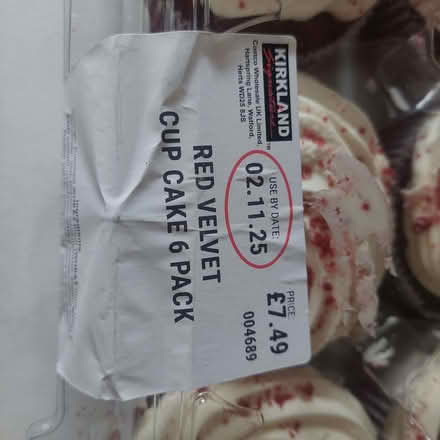 KIRKLAND
Signature
Costco Wholesale UK Limited,
Hartspring Lane, Watford,
Herts WD25 8JS
USE BY DATE:
02.11.25
PRICE
£7.49
004689
RED VELVET
CUP CAKE 6 PACK